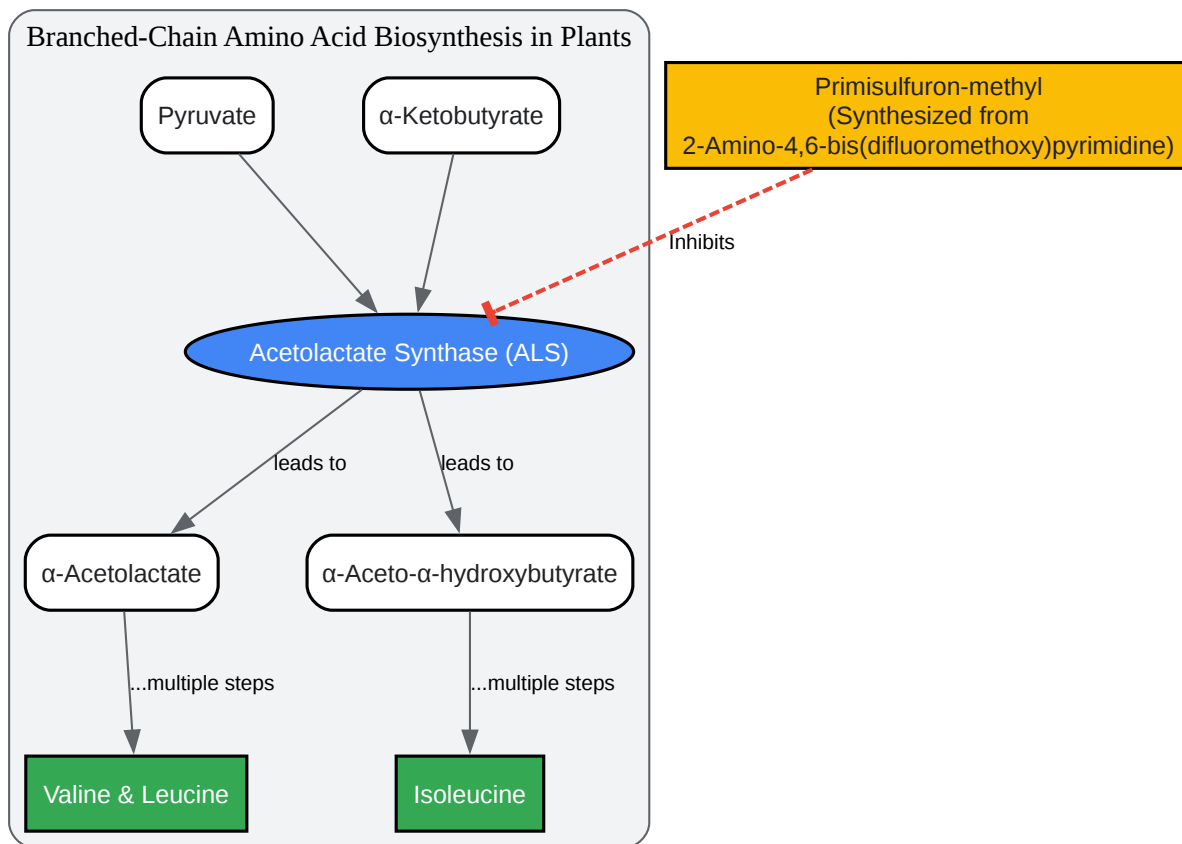 Branched-Chain Amino Acid Biosynthesis in Plants
Pyruvate
α-Ketobutyrate
Primisulfuron-methyl
(Synthesized from
2-Amino-4,6-bis(difluoromethoxy)pyrimidine)
Inhibits
Acetolactate Synthase (ALS)
leads to
leads to
α-Acetolactate
α-Aceto-α-hydroxybutyrate
...multiple steps
...multiple steps
Valine & Leucine
Isoleucine